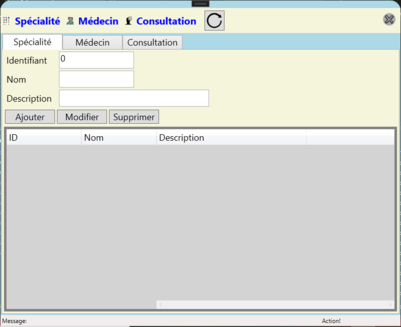 Spécialité Médecin Consultation
Spécialité Médecin Consultation
Identifiant 0
Nom
Description
Ajouter Modifier Supprimer
ID Nom Description
Message: Action!